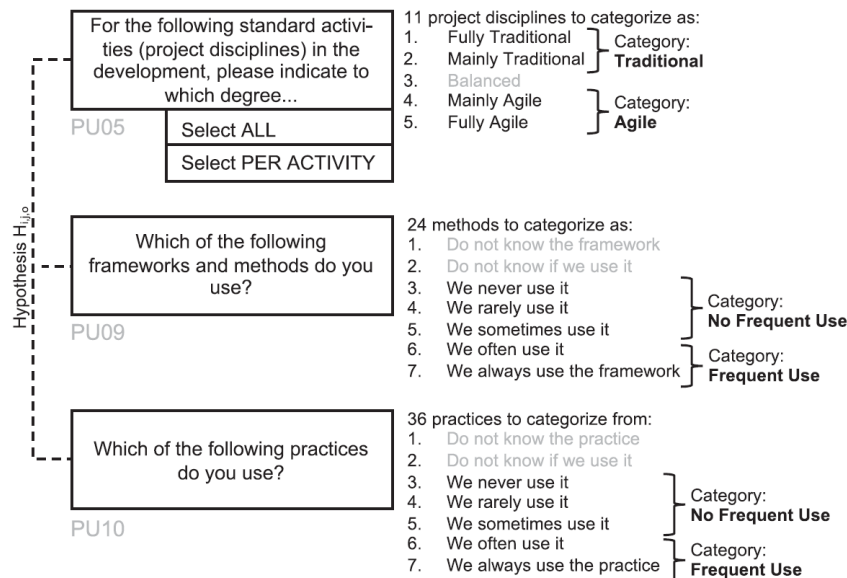 For the following standard activi-
ties (project disciplines) in the
development, please indicate to
which degree...
PU05
Select ALL
Select PER ACTIVITY
11 project disciplines to categorize as:
1. Fully Traditional
2. Mainly Traditional
3. Balanced
4. Mainly Agile
5. Fully Agile
Category:
Traditional
Category:
Agile
Hypothesis Hi,j,o
Which of the following
frameworks and methods do you
use?
PU09
24 methods to categorize as:
1. Do not know the framework
2. Do not know if we use it
3. We never use it
4. We rarely use it
5. We sometimes use it
6. We often use it
7. We always use the framework
Category:
No Frequent Use
Category:
Frequent Use
Which of the following practices
do you use?
PU10
36 practices to categorize from:
1. Do not know the practice
2. Do not know if we use it
3. We never use it
4. We rarely use it
5. We sometimes use it
6. We often use it
7. We always use the practice
Category:
No Frequent Use
Category:
Frequent Use